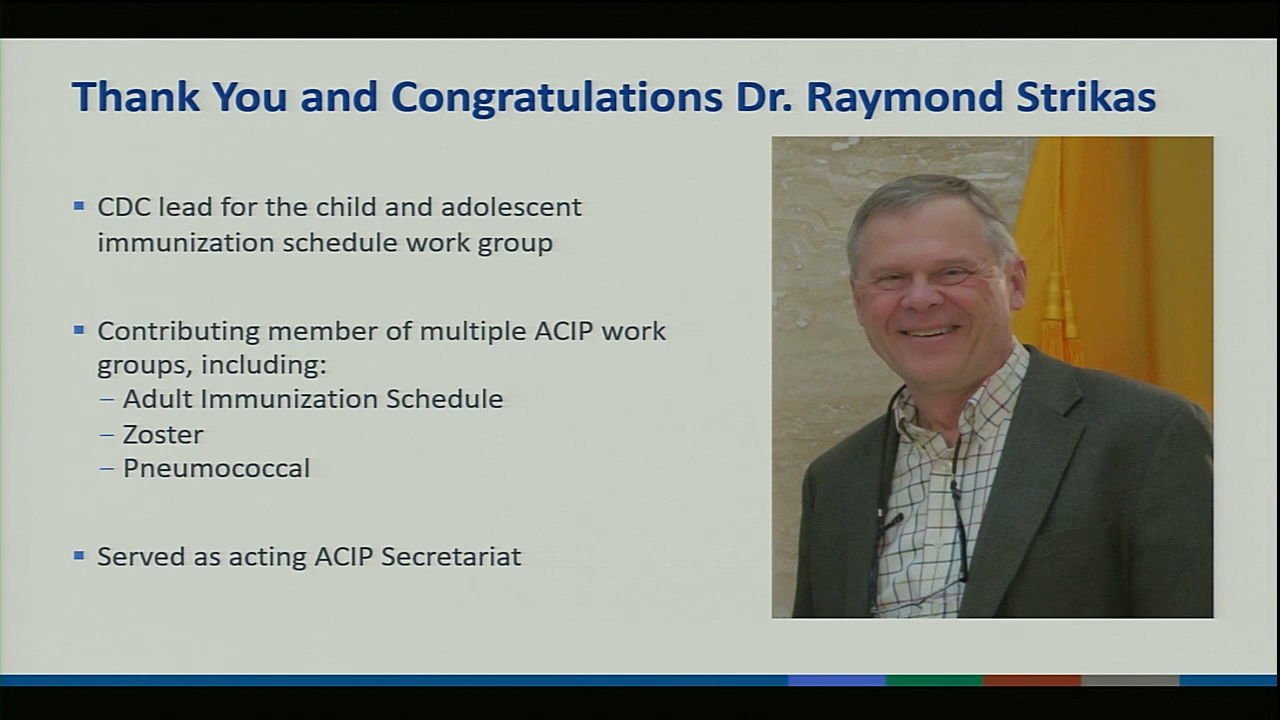 Thank You and Congratulations Dr. Raymond Strikas
▪ CDC lead for the child and adolescent
immunization schedule work group
▪ Contributing member of multiple ACIP work
groups, including:
– Adult Immunization Schedule
– Zoster
– Pneumococcal
▪ Served as acting ACIP Secretariat